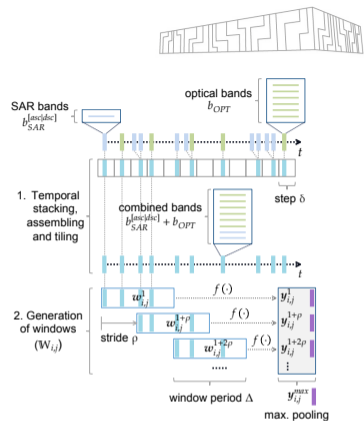 optical bands
b_OPT
SAR bands
b_SAR^[asc|dsc]
t
step δ
1. Temporal
stacking,
assembling
and tiling
combined bands
b_SAR^[asc|dsc] + b_OPT
t
2. Generation
of windows
(𝕎_i,j)
w_i,j^1
f (·)
y_i,j^1
stride ρ
w_i,j^1+ρ
f (·)
y_i,j^1+ρ
w_i,j^1+2ρ
f (·)
y_i,j^1+2ρ
.....
⋮
window period Δ
y_i,j^max
max. pooling